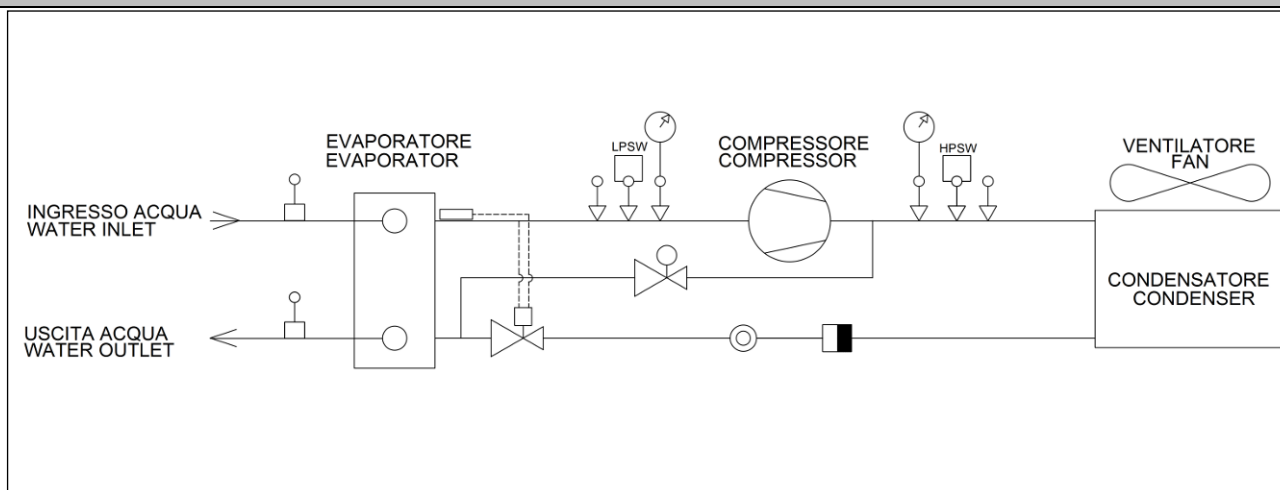 EVAPORATORE
EVAPORATOR
LPSW
COMPRESSORE
COMPRESSOR
HPSW
VENTILATORE
FAN
INGRESSO ACQUA
WATER INLET
CONDENSATORE
CONDENSER
USCITA ACQUA
WATER OUTLET